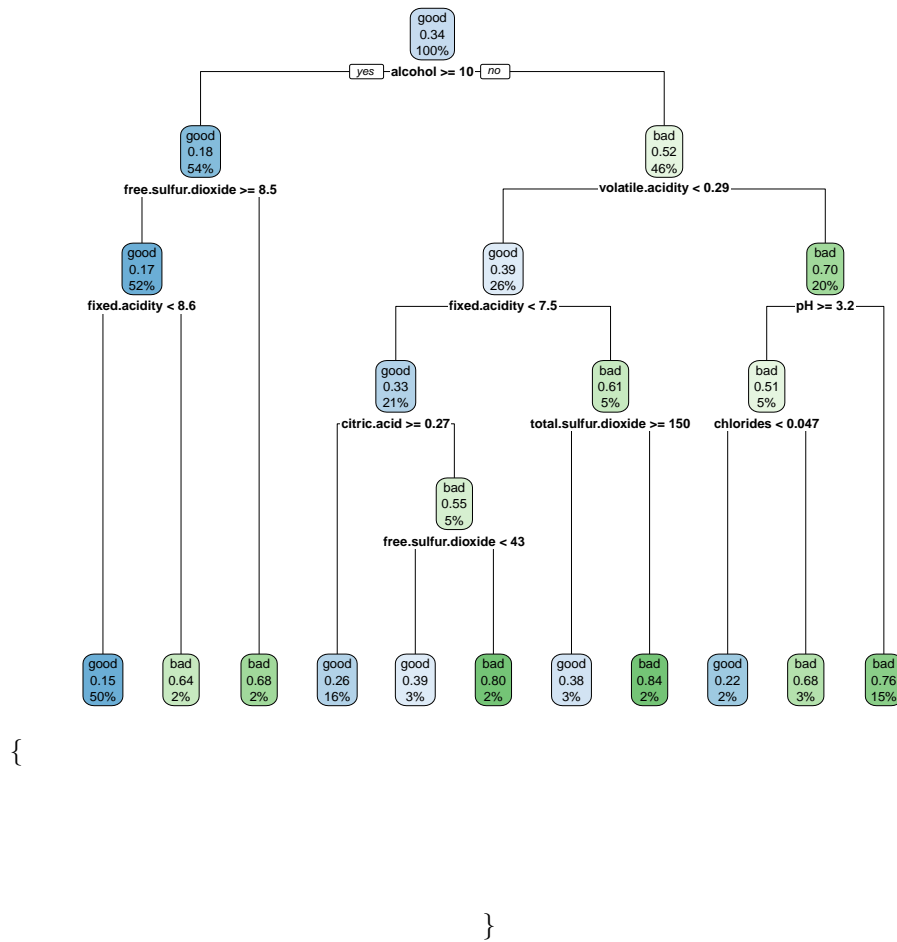 good
0.34
100%
yes alcohol >= 10 no
good
0.18
54%
bad
0.52
46%
free.sulfur.dioxide >= 8.5
volatile.acidity < 0.29
good
0.17
52%
good
0.39
26%
bad
0.70
20%
fixed.acidity < 8.6
fixed.acidity < 7.5
pH >= 3.2
good
0.33
21%
bad
0.61
5%
bad
0.51
5%
citric.acid >= 0.27
total.sulfur.dioxide >= 150
chlorides < 0.047
bad
0.55
5%
free.sulfur.dioxide < 43
good
0.15
50%
bad
0.64
2%
bad
0.68
2%
good
0.26
16%
good
0.39
3%
bad
0.80
2%
good
0.38
3%
bad
0.84
2%
good
0.22
2%
bad
0.68
3%
bad
0.76
15%
{
}